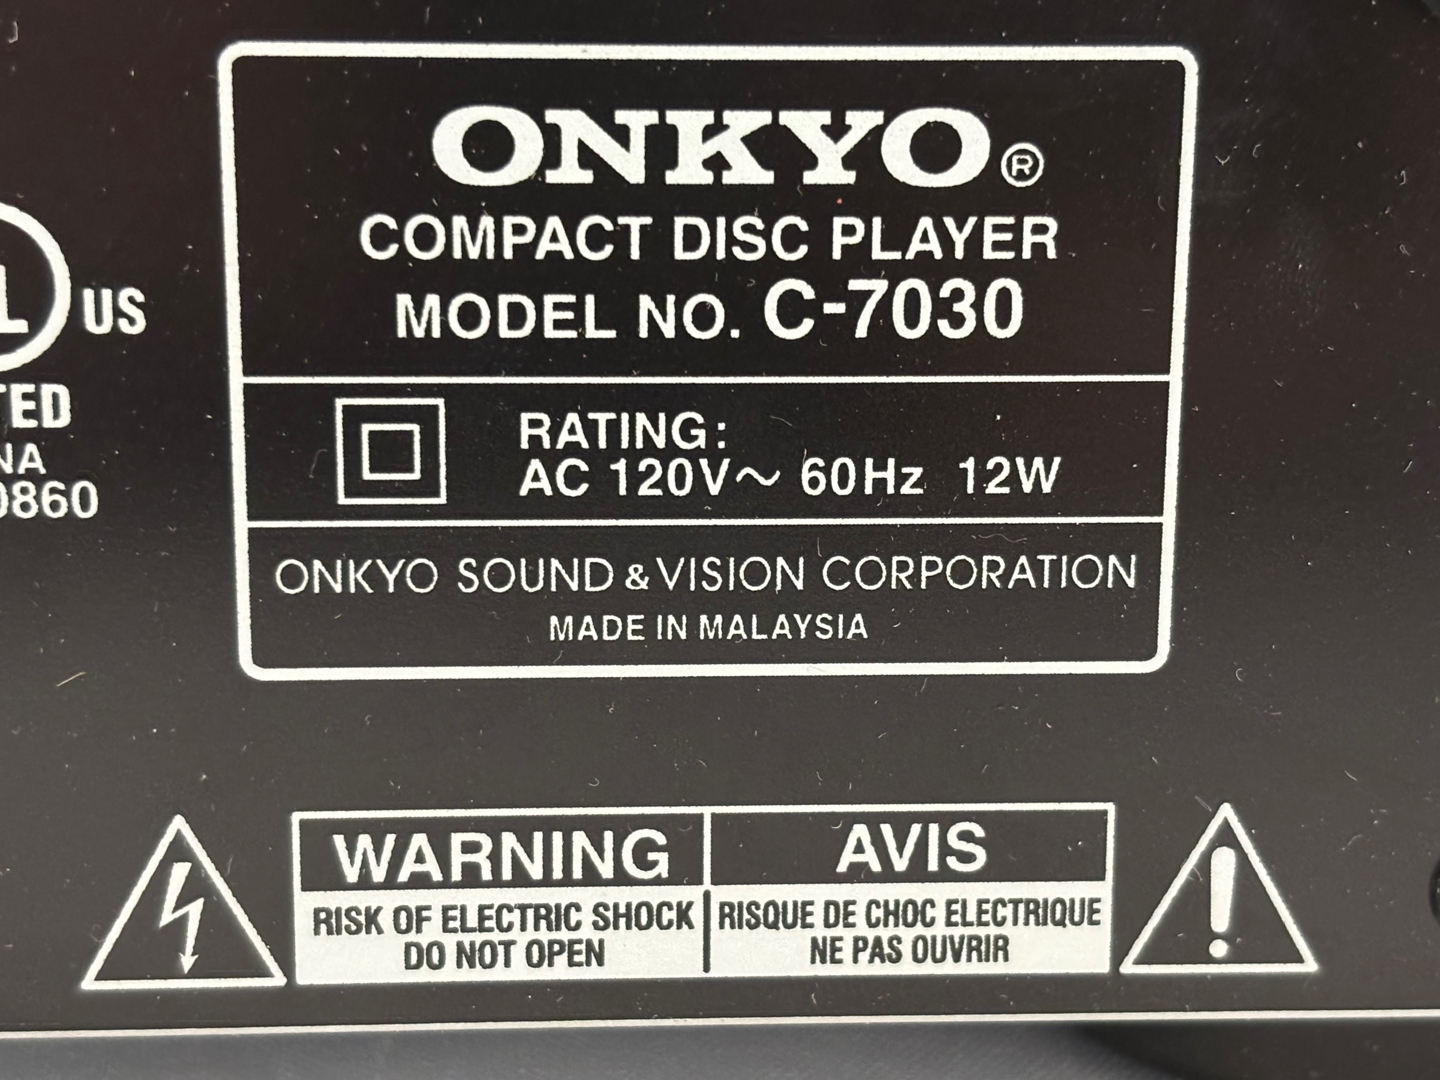 ONKYO®
COMPACT DISC PLAYER
MODEL NO. C-7030
US
RATING:
AC 120V~ 60Hz 12W
0860
ONKYO SOUND & VISION CORPORATION
MADE IN MALAYSIA
WARNING
RISK OF ELECTRIC SHOCK
DO NOT OPEN
AVIS
RISQUE DE CHOC ELECTRIQUE
NE PAS OUVRIR